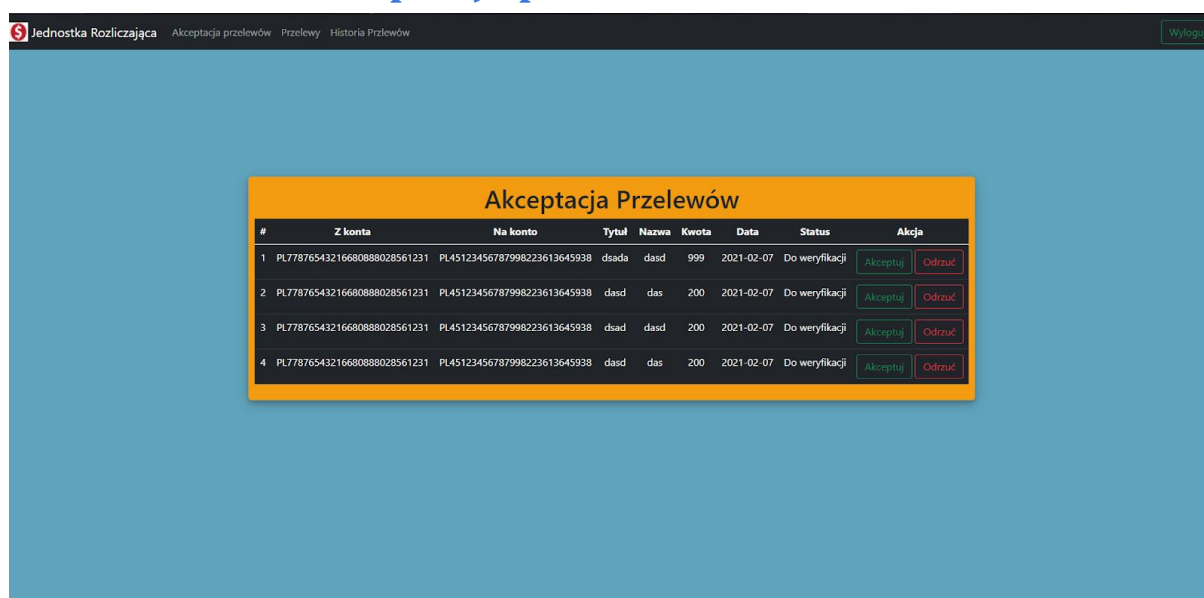 $ Jednostka Rozliczająca Akceptacja przelewów Przelewy Historia Przlewów
Akceptacja Przelewów
# Z konta Na konto Tytuł Nazwa Kwota Data Status Akcja
1 PL77876543216680888028561231 PL45123456787998223613645938 dsada dasd 999 2021-02-07 Do weryfikacji Akceptuj Odrzuć
2 PL77876543216680888028561231 PL45123456787998223613645938 dasd das 200 2021-02-07 Do weryfikacji Akceptuj Odrzuć
3 PL77876543216680888028561231 PL45123456787998223613645938 dsad dasd 200 2021-02-07 Do weryfikacji Akceptuj Odrzuć
4 PL77876543216680888028561231 PL45123456787998223613645938 dasd das 200 2021-02-07 Do weryfikacji Akceptuj Odrzuć